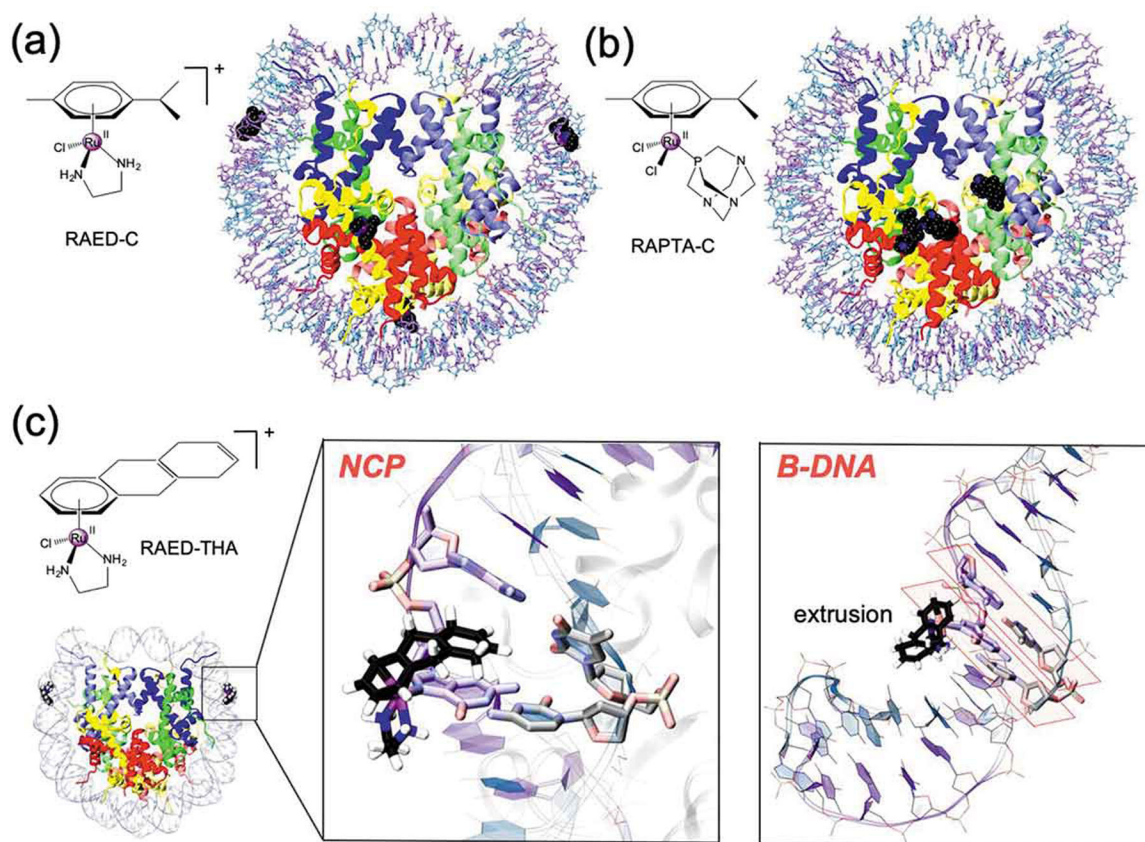 (a)
+
Ru
II
Cl
NH2
H2N
RAED-C
(b)
Cl
Ru
II
Cl
P
N
N
N
RAPTA-C
(c)
+
Ru
II
Cl
NH2
H2N
RAED-THA
NCP
B-DNA
extrusion